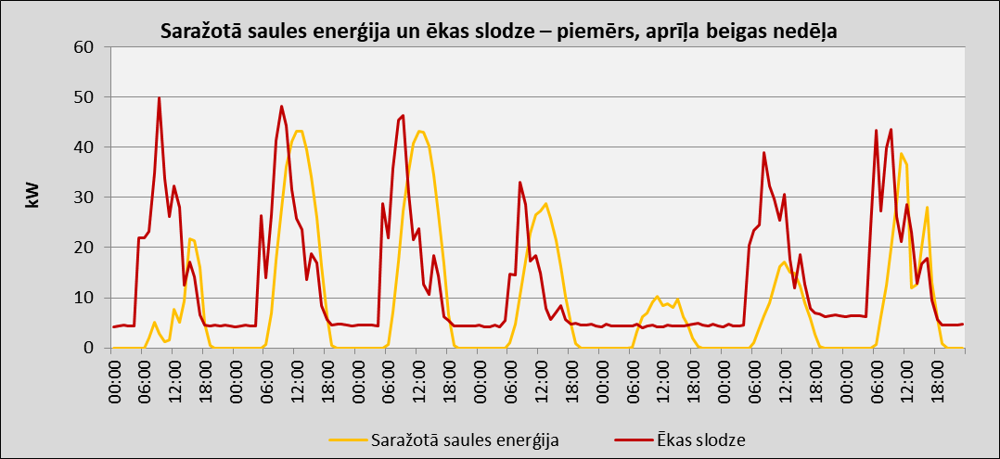 Saražotā saules enerģija un ēkas slodze – piemērs, aprīļa beigas nedēļa
60
50
40
30
20
10
0
kW
00:00 06:00 12:00 18:00 00:00 06:00 12:00 18:00 00:00 06:00 12:00 18:00 00:00 06:00 12:00 18:00 00:00 06:00 12:00 18:00 00:00 06:00 12:00 18:00 00:00 06:00 12:00 18:00
Saražotā saules enerģija Ēkas slodze